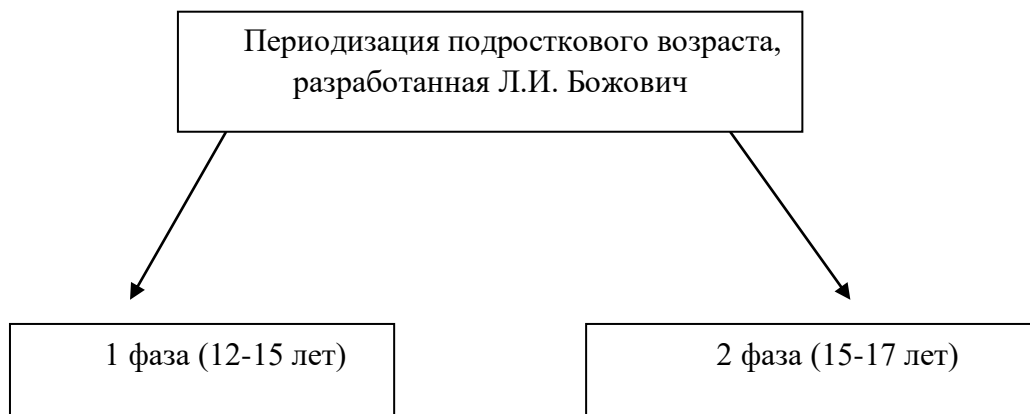 Периодизация подросткового возраста,
разработанная Л.И. Божович
1 фаза (12-15 лет)
2 фаза (15-17 лет)